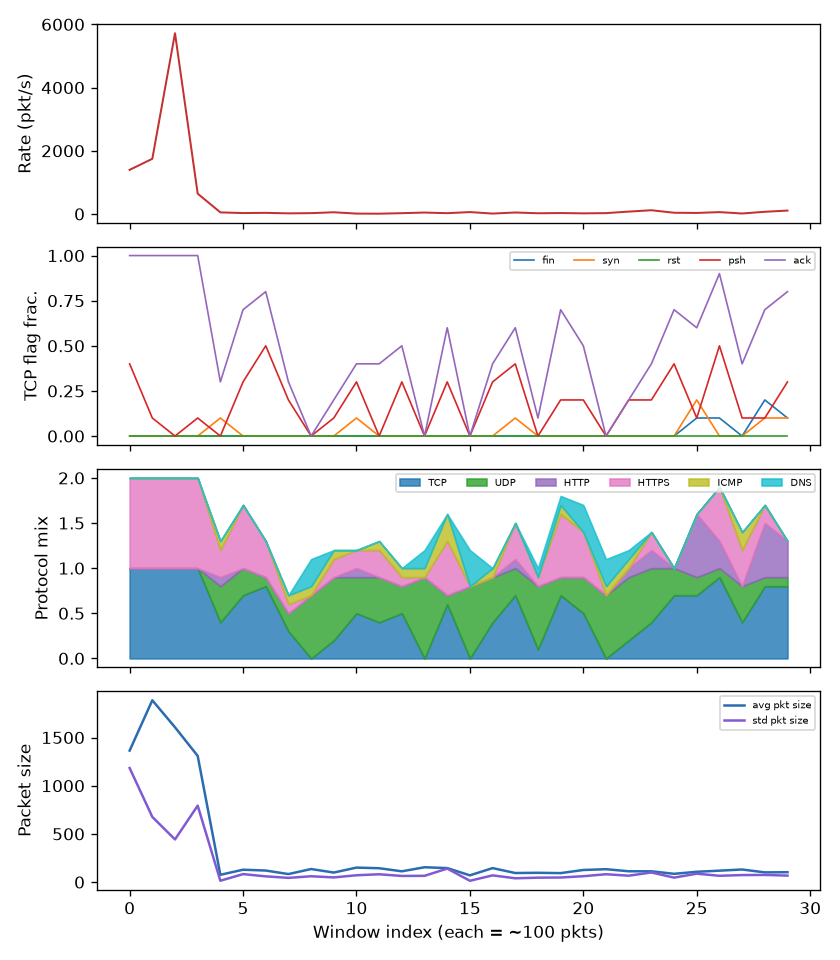 6000
4000
2000
0
Rate (pkt/s)
fin syn rst psh ack
1.00
0.75
0.50
0.25
0.00
TCP flag frac.
TCP UDP HTTP HTTPS ICMP DNS
2.0
1.5
1.0
0.5
0.0
Protocol mix
avg pkt size
std pkt size
1500
1000
500
0
Packet size
0 5 10 15 20 25 30
Window index (each = ~100 pkts)